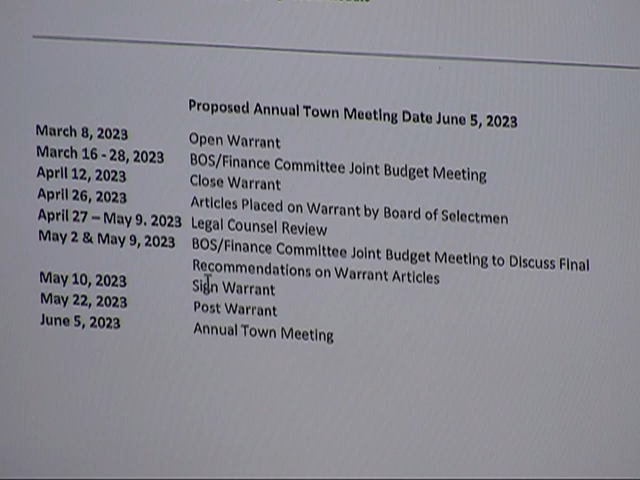 Proposed Annual Town Meeting Date June 5, 2023
March 8, 2023 Open Warrant
March 16 - 28, 2023 BOS/Finance Committee Joint Budget Meeting
April 12, 2023 Close Warrant
April 26, 2023 Articles Placed on Warrant by Board of Selectmen
April 27 – May 9. 2023 Legal Counsel Review
May 2 & May 9, 2023 BOS/Finance Committee Joint Budget Meeting to Discuss Final
Recommendations on Warrant Articles
May 10, 2023 Sign Warrant
May 22, 2023 Post Warrant
June 5, 2023 Annual Town Meeting